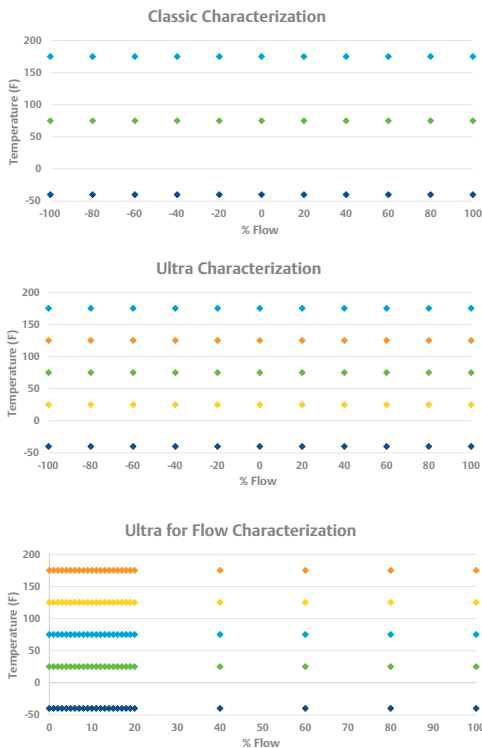 Classic Characterization
200
150
100
50
0
-50
Temperature (F)
-100 -80 -60 -40 -20 0 20 40 60 80 100
% Flow
Ultra Characterization
200
150
100
50
0
-50
Temperature (F)
-100 -80 -60 -40 -20 0 20 40 60 80 100
% Flow
Ultra for Flow Characterization
200
150
100
50
0
-50
Temperature (F)
0 10 20 30 40 50 60 70 80 90 100
% Flow